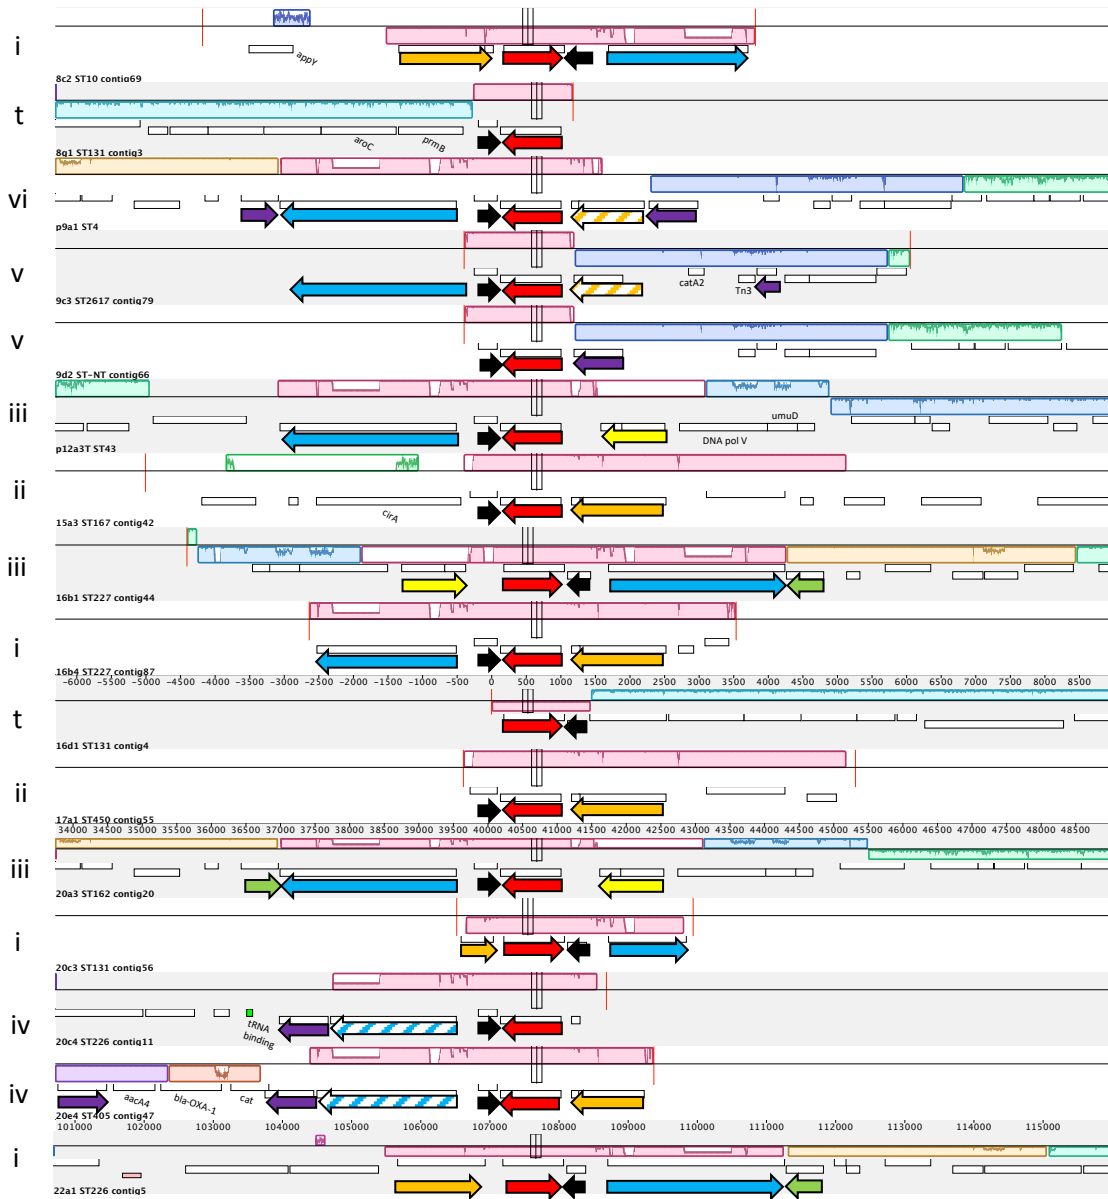 i
appY
8c2 ST10 contig69
t
aroC
prmB
8g1 ST131 contig3
vi
p9a1 ST4
v
catA2
Tn3
9c3 ST2617 contig79
v
9d2 ST-NT contig66
iii
umuD
DNA pol V
p12a3T ST43
ii
cirA
15a3 ST167 contig42
iii
16b1 ST227 contig44
i
16b4 ST227 contig87
-6000 -5500 -5000 -4500 -4000 -3500 -3000 -2500 -2000 -1500 -1000 -500 0 500 1000 1500 2000 2500 3000 3500 4000 4500 5000 5500 6000 6500 7000 7500 8000 8500
t
16d1 ST131 contig4
ii
17a1 ST450 contig55
34000 34500 35000 35500 36000 36500 37000 37500 38000 38500 39000 39500 40000 40500 41000 41500 42000 42500 43000 43500 44000 44500 45000 45500 46000 46500 47000 47500 48000 48500
iii
20a3 ST162 contig20
i
20c3 ST131 contig56
iv
tRNA
binding
20c4 ST226 contig11
iv
aacA4
bla-OXA-1
cat
20e4 ST405 contig47
101000 102000 103000 104000 105000 106000 107000 108000 109000 110000 111000 112000 113000 114000 115000
i
22a1 ST226 contig5